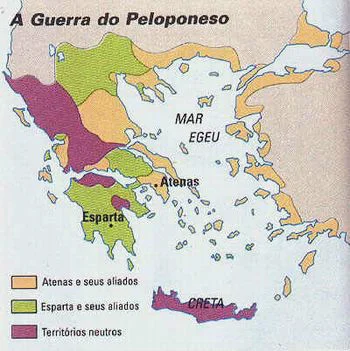 A Guerra do Peloponeso
MAR
EGEU
Atenas
Esparta
CRETA
Atenas e seus aliados
Esparta e seus aliados
Territórios neutros